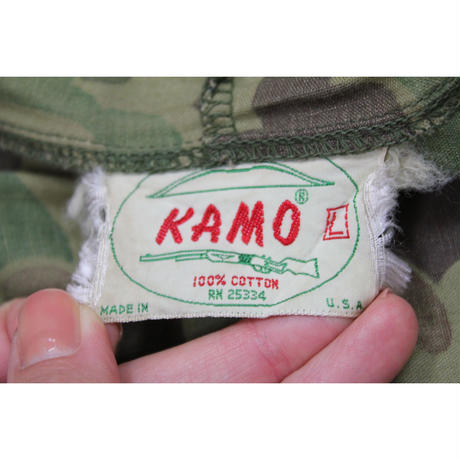 KAMO ® L
100% COTTON
RN 25334
MADE IN U.S.A.